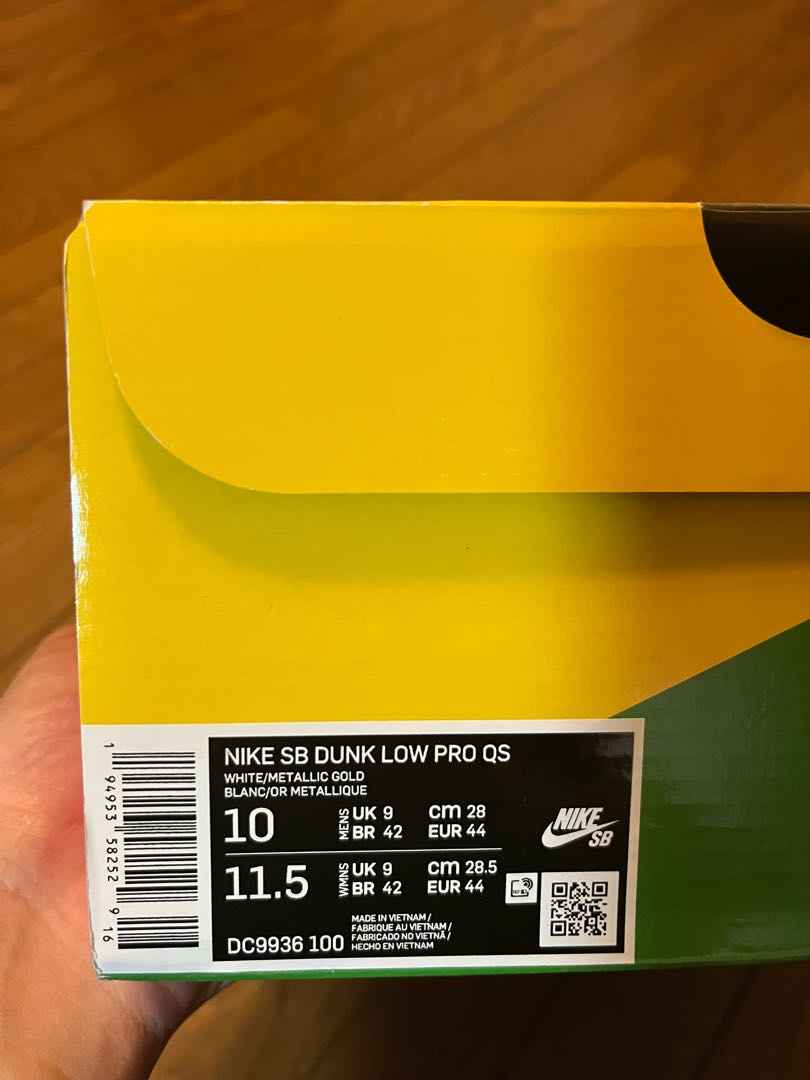 NIKE SB DUNK LOW PRO QS
WHITE/METALLIC GOLD
BLANC/OR METALLIQUE
10 MENS UK 9 cm 28
BR 42 EUR 44
11.5 WMNS UK 9 cm 28.5
BR 42 EUR 44
DC9936 100
MADE IN VIETNAM /
FABRIQUE AU VIETNAM /
FABRICADO NO VIETNÃ /
HECHO EN VIETNAM
NIKE
SB
1 94953 58252 9 16